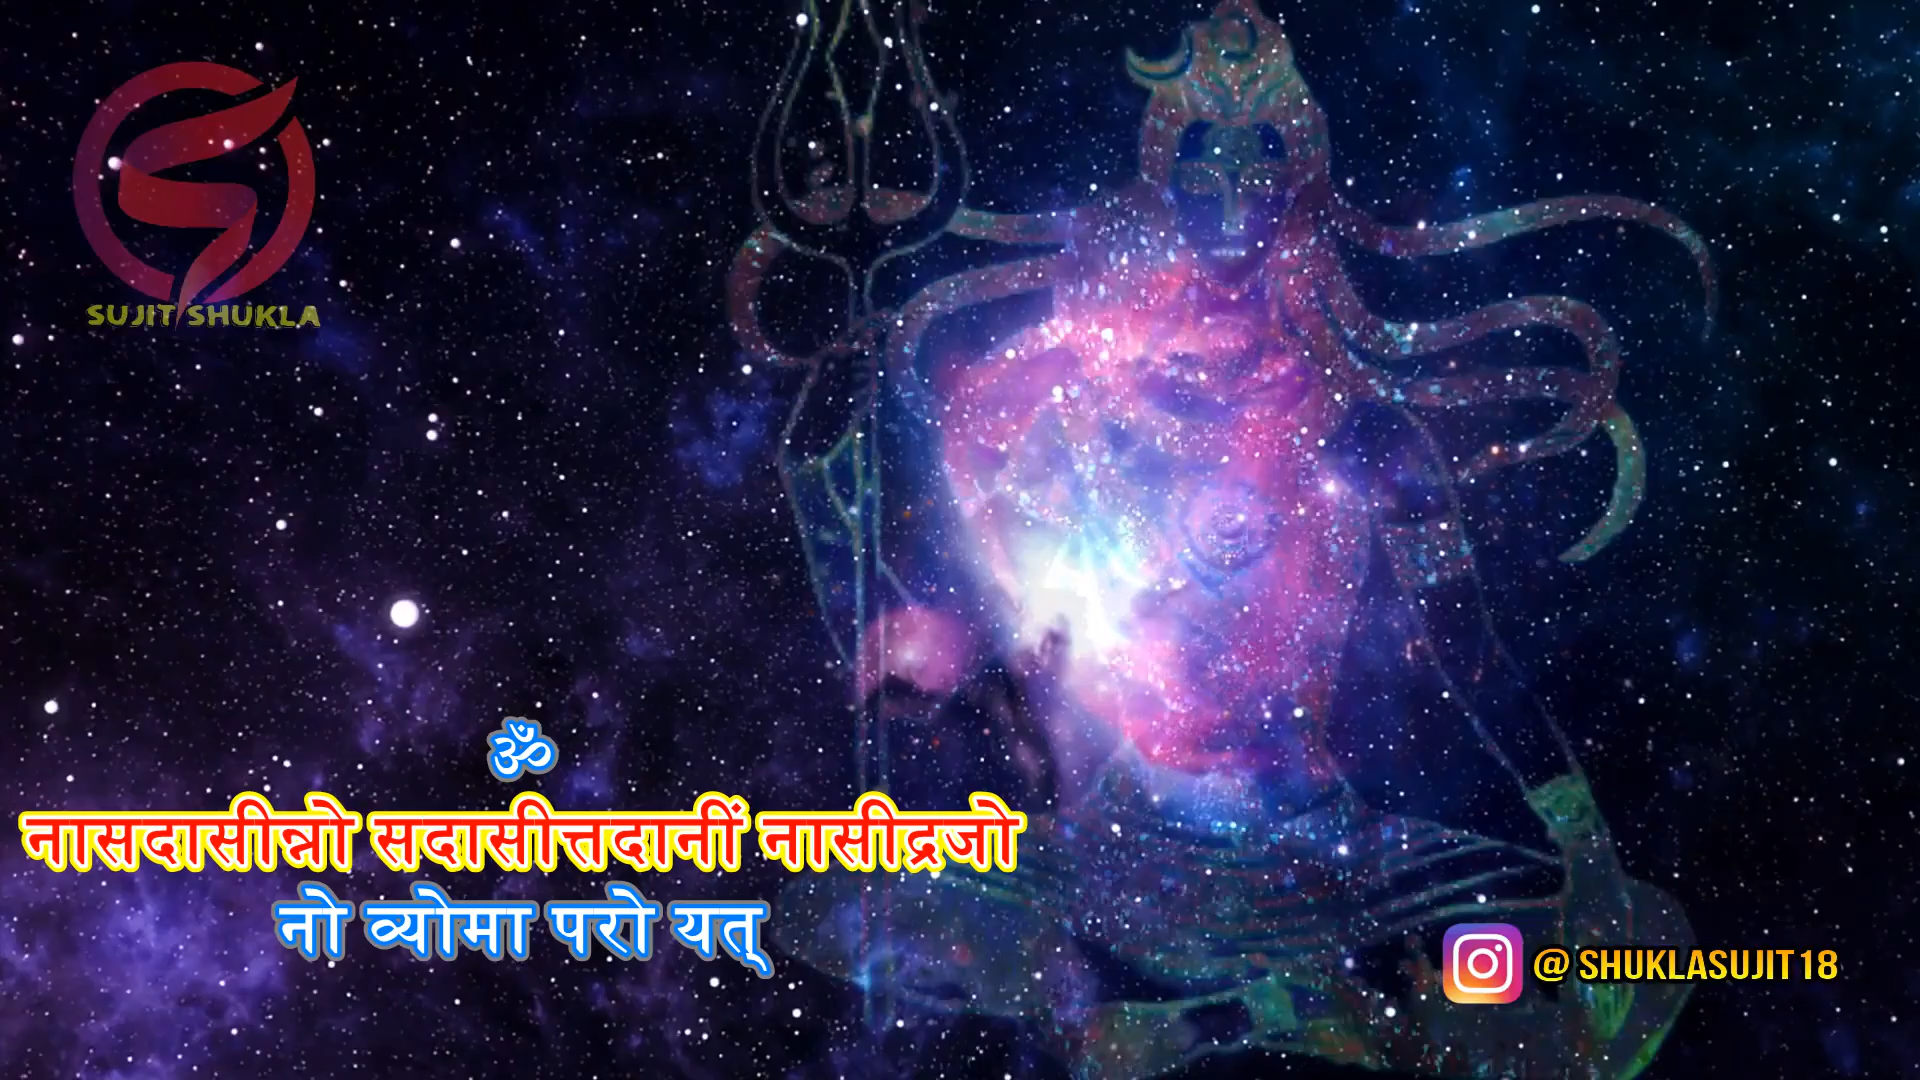 SUJIT SHUKLA
ॐ
नासदासीन्नो सदासीत्तदानीं नासीद्रजो
नो व्योमा परो यत्
@ SHUKLASUJIT18